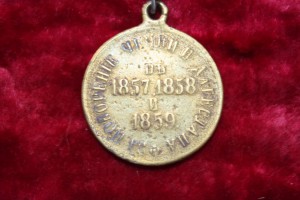 ЗА ПОКОРЕНІЕ ЧЕЧНИ И ДАГЕСТАНА
ВЪ
1857,1858
И
1859